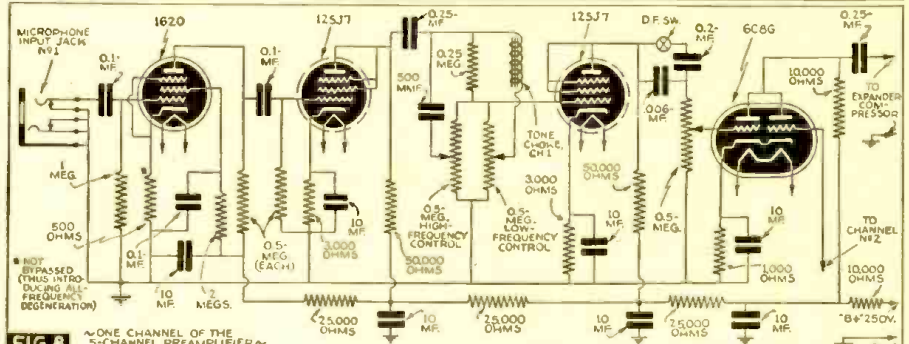 MICROPHONE
INPUT JACK
Nº1
1620
0.1-
MF.
1
MEG.
500
OHMS
* NOT
BYPASSED
(THUS INTRO-
DUCING ALL-
FREQUENCY
DEGENERATION)
0.1-
MF.
10
MF.
2
MEGS.
12SJ7
0.1-
MF.
0.5-
MEG.
(EACH)
3,000
OHMS
10
MF.
0.25-
MF.
50,000
OHMS
500
MMF.
0.25
MEG.
TONE
CHOKE,
CH.1
0.5-
MEG. HIGH-
FREQUENCY
CONTROL
0.5-
MEG. LOW-
FREQUENCY
CONTROL
12SJ7
D.F. SW.
3,000
OHMS
10
MF.
50,000
OHMS
0.2-
MF.
.006-
MF.
0.5-
MEG.
6C8G
10,000
OHMS
0.25-
MF.
TO
EXPANDER
COM-
PRESSOR
10
MF.
1,000
OHMS
TO
CHANNEL
Nº2
10,000
OHMS
"B+" 250V.
25,000
OHMS
10
MF.
25,000
OHMS
10
MF.
25,000
OHMS
10
MF.
FIG. 8
~ONE CHANNEL OF THE
5-CHANNEL PREAMPLIFIER~